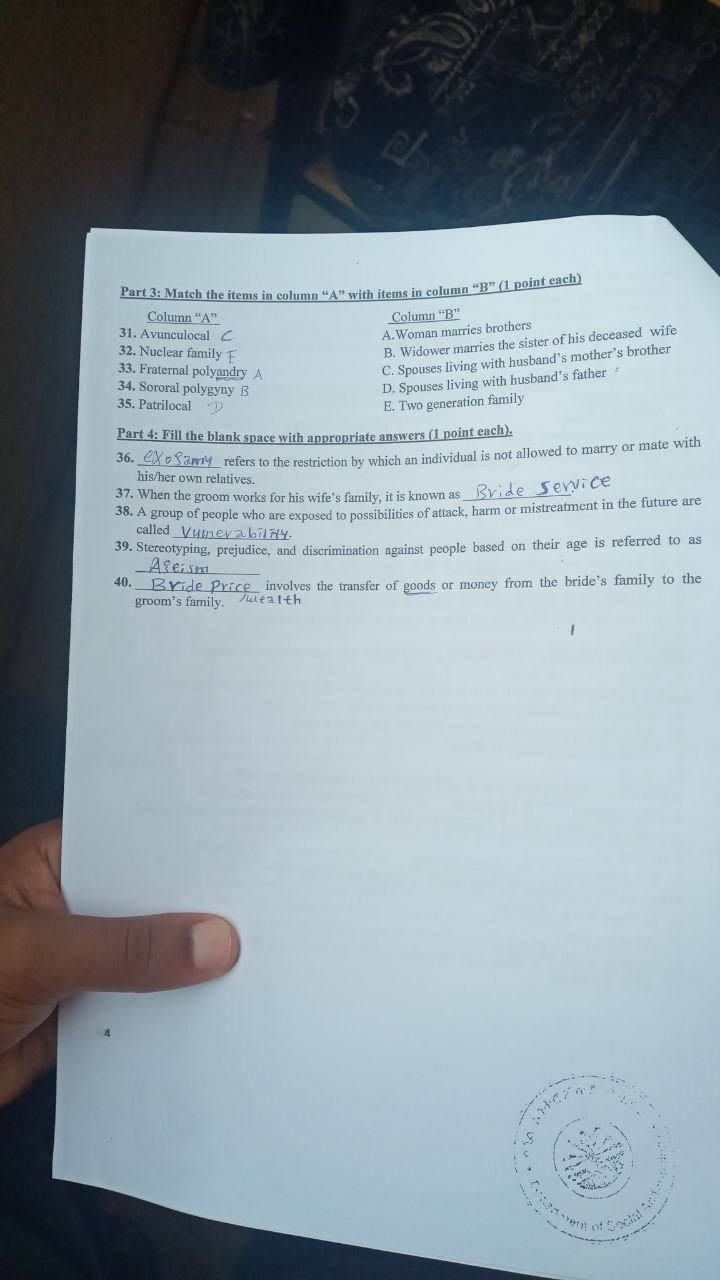 Part 3: Match the items in column “A” with items in column “B” (1 point each)
Column “A”
Column “B”
31. Avunculocal C
A.Woman marries brothers
32. Nuclear family E
B. Widower marries the sister of his deceased wife
33. Fraternal polyandry A
C. Spouses living with husband’s mother’s brother
34. Sororal polygyny B
D. Spouses living with husband’s father
35. Patrilocal D
E. Two generation family
Part 4: Fill the blank space with appropriate answers (1 point each).
36. exogamy refers to the restriction by which an individual is not allowed to marry or mate with
his/her own relatives.
37. When the groom works for his wife’s family, it is known as Bride service
38. A group of people who are exposed to possibilities of attack, harm or mistreatment in the future are
called Vulnerability.
39. Stereotyping, prejudice, and discrimination against people based on their age is referred to as
Ageism
40. Bride Price involves the transfer of goods or money from the bride’s family to the
groom’s family. /wealth
1
4
Department of Social